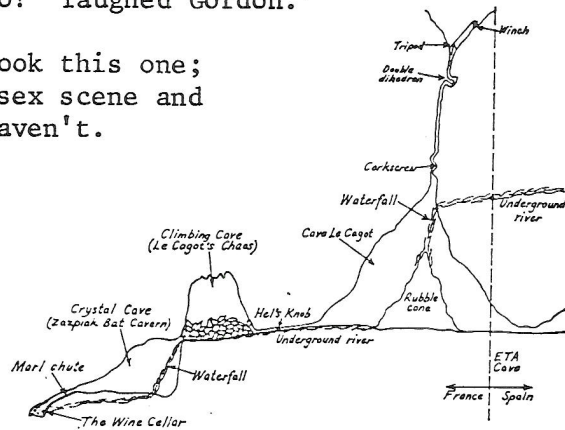 o? laughed Gordon.
ook this one;
sex scene and
aven't.
Winch
Tripod
Double
dihedron
Corkscrew
Waterfall
Underground
river
Climbing Cave
(Le Cagot's Chaos)
Cave Le Cagot
Hel's Knob
Rubble
cone
Crystal Cave
(Zazpiak Bat Cavern)
Underground river
Marl chute
Waterfall
ETA
Cave
The Wine Cellar
France
Spain